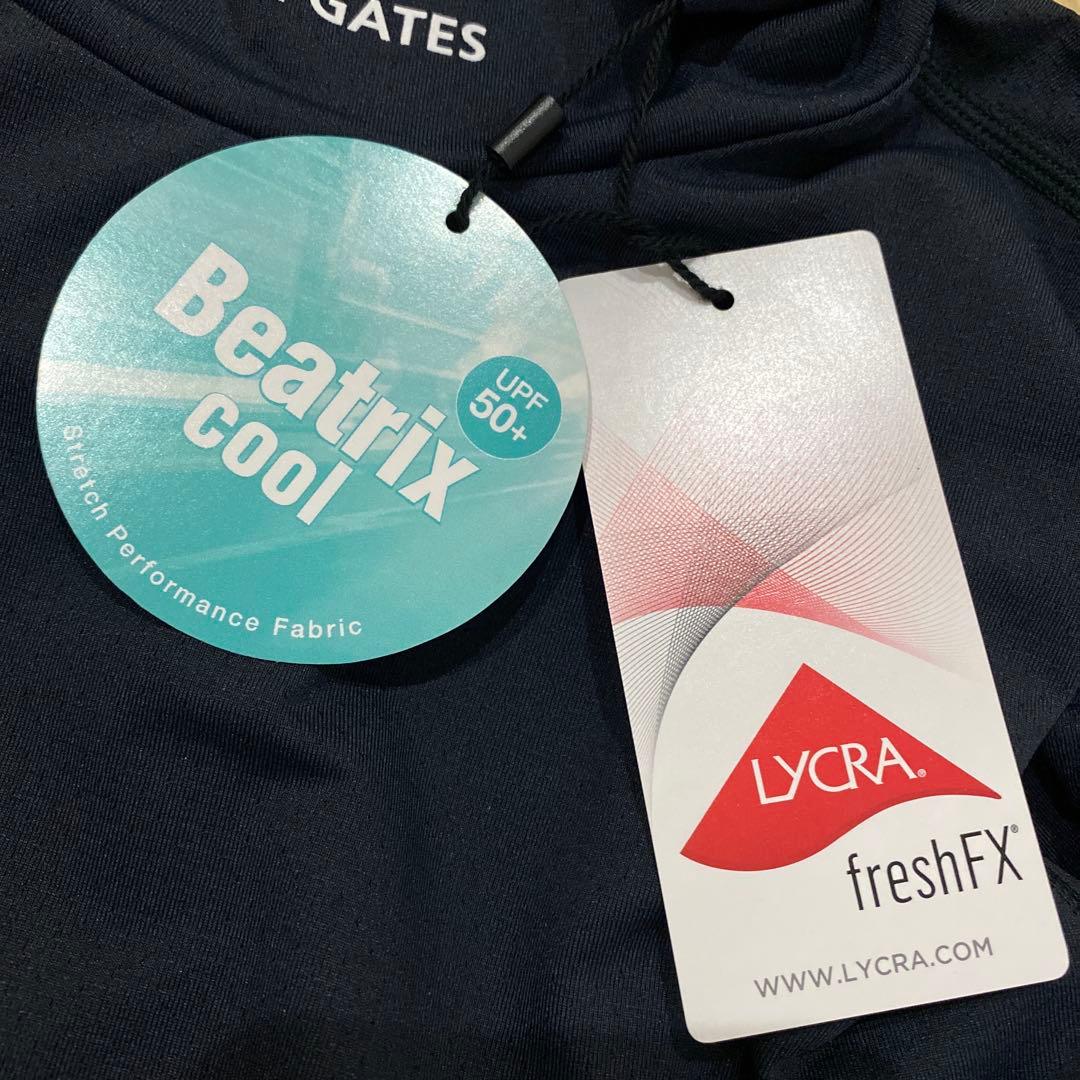 GATES
Beatrix
cool
UPF
50+
Stretch Performance Fabric
LYCRA®
freshFX®
WWW.LYCRA.COM